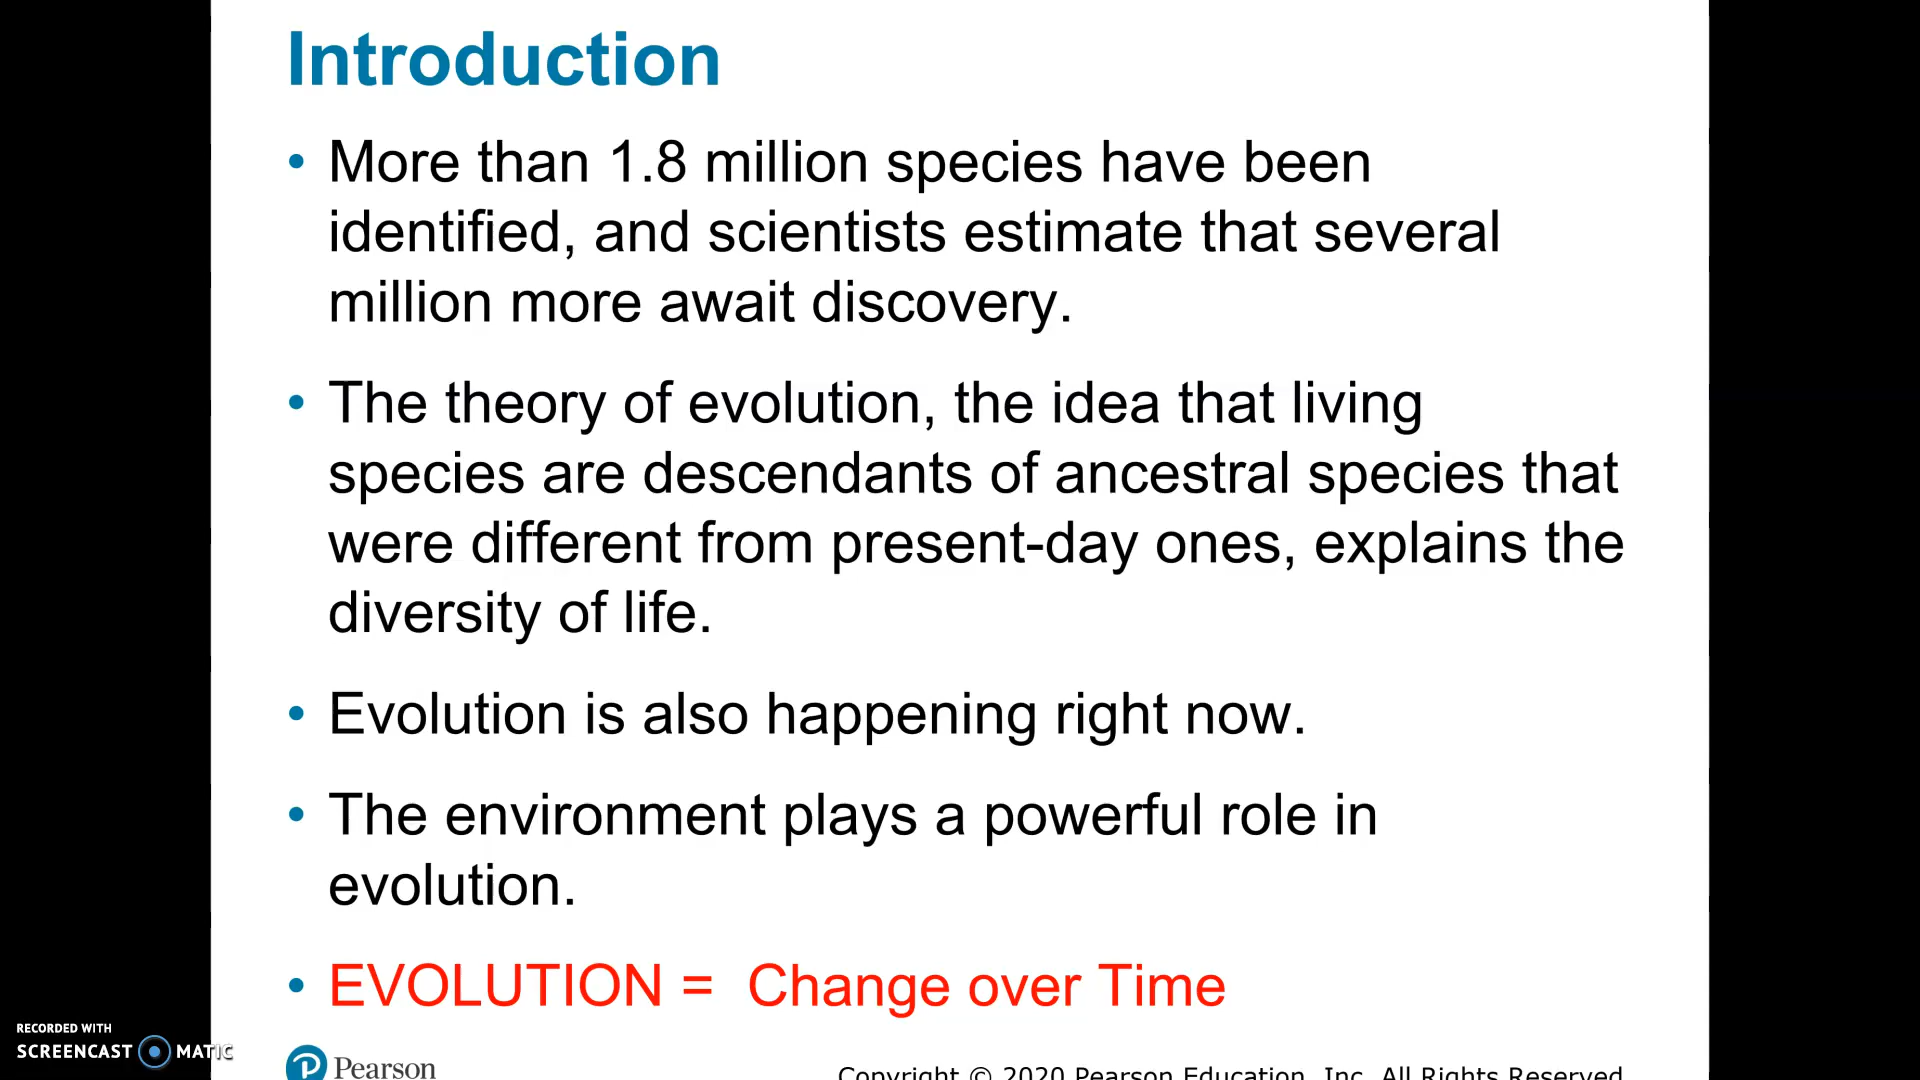 Introduction
• More than 1.8 million species have been
identified, and scientists estimate that several
million more await discovery.
• The theory of evolution, the idea that living
species are descendants of ancestral species that
were different from present-day ones, explains the
diversity of life.
• Evolution is also happening right now.
• The environment plays a powerful role in
evolution.
• EVOLUTION =  Change over Time
RECORDED WITH
SCREENCAST MATIC
Pearson
Copyright © 2020 Pearson Education, Inc. All Rights Reserved